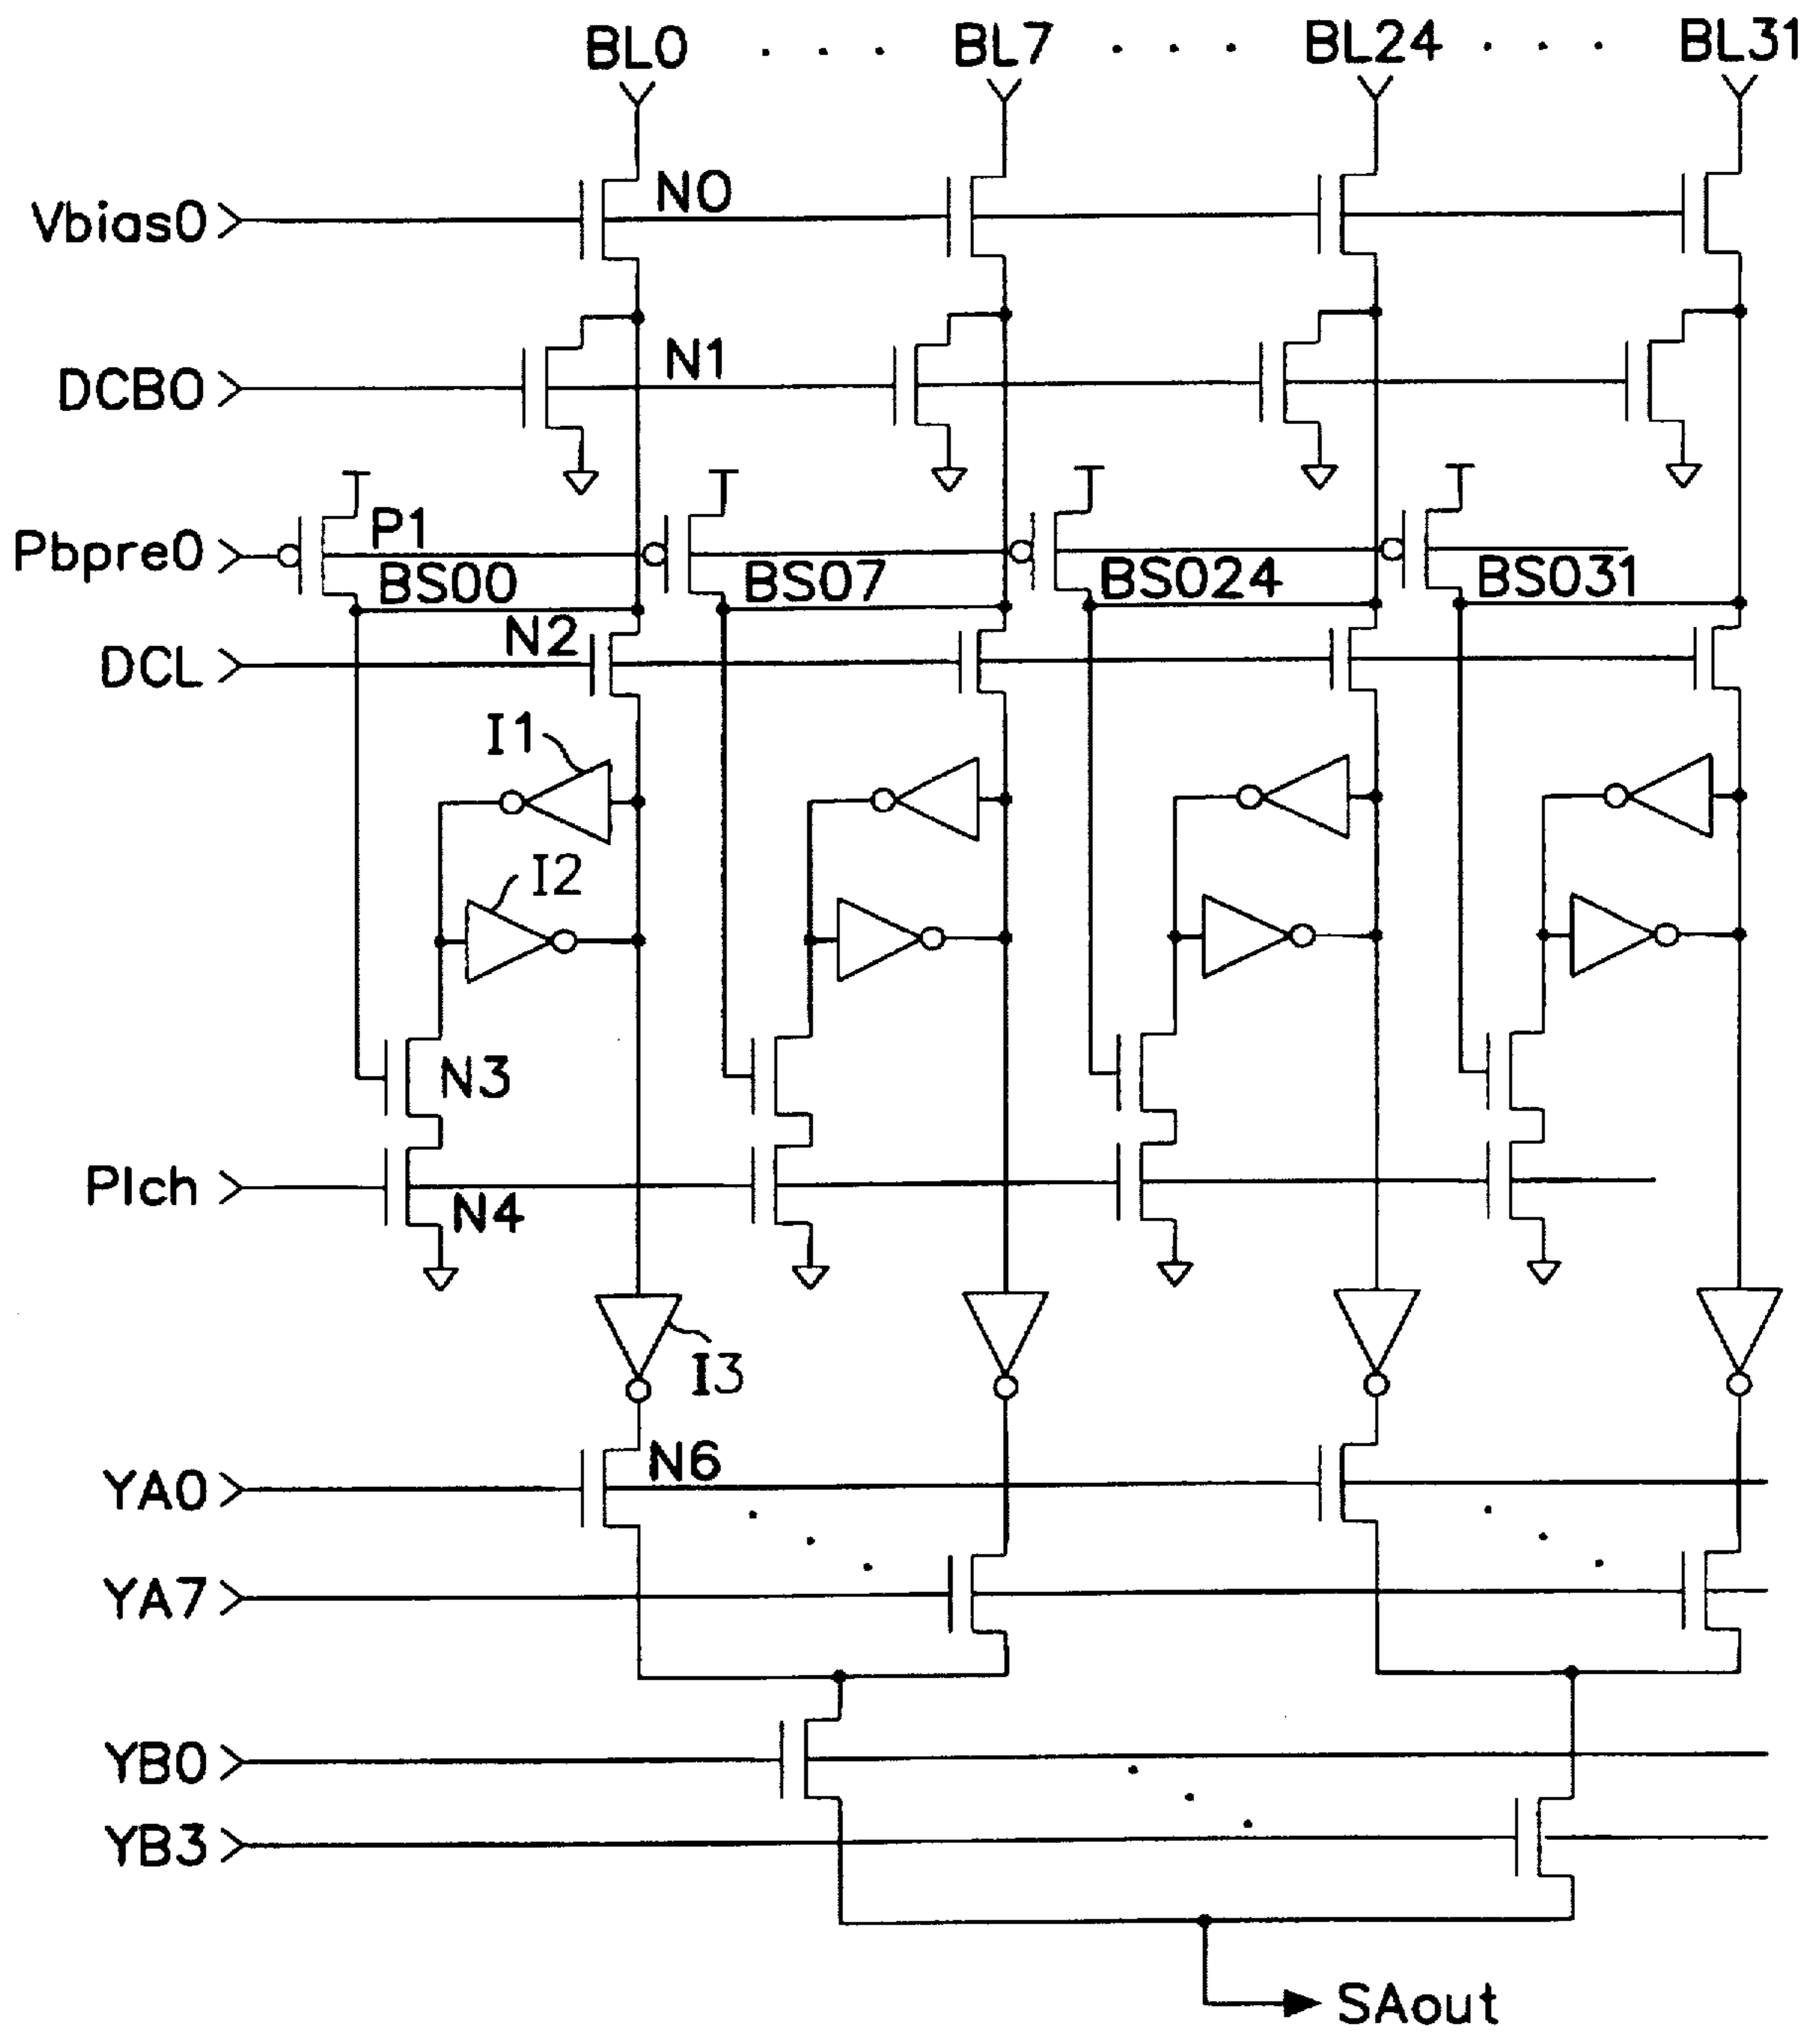 BL0 . . . BL7 . . . BL24 . . . BL31
Vbias0
N0
DCB0
N1
Pbpre0
P1
BS00
BS07
BS024
BS031
DCL
N2
I1
I2
N3
Plch
N4
I3
YA0
N6
YA7
YB0
YB3
SAout